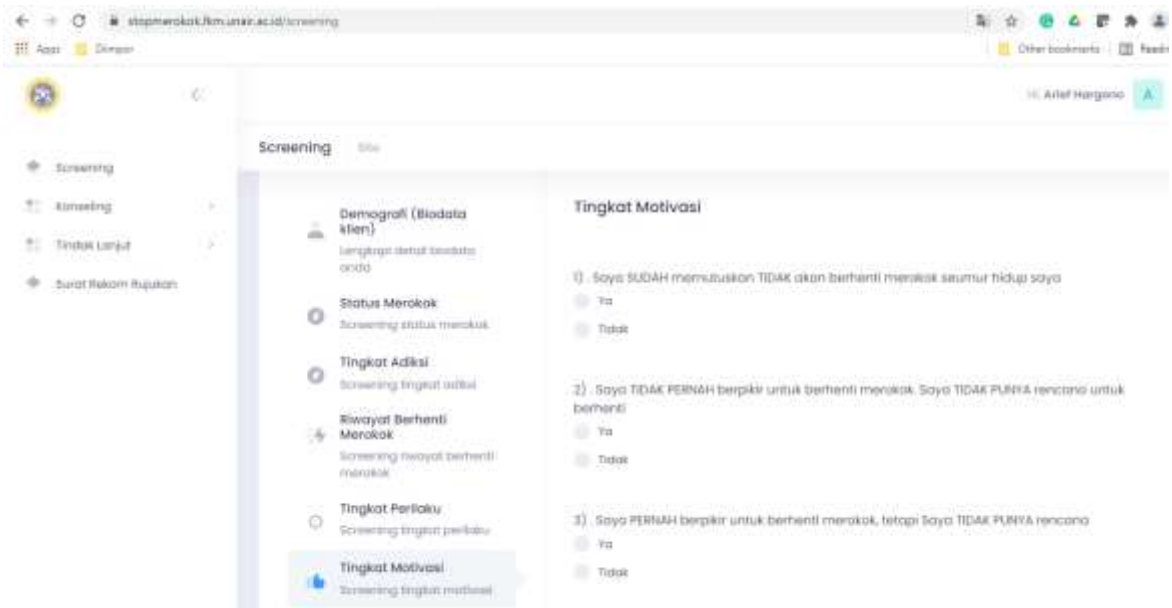 stopmerokok.fkm.unair.ac.id/screening
Apps
Other bookmarks
Hi, Arief Hargono
A
Screening
Site
Screening
Konseling
Tindak Lanjut
Surat Rekom Rujukan
Demografi (Biodata
klien)
Lengkapi detail biodata
anda
Status Merokok
Screening status merokok
Tingkat Adiksi
Screening tingkat adiksi
Riwayat Berhenti
Merokok
Screening riwayat berhenti
merokok
Tingkat Perilaku
Screening tingkat perilaku
Tingkat Motivasi
Screening tingkat motivasi
Tingkat Motivasi
1) . Saya SUDAH memutuskan TIDAK akan berhenti merokok seumur hidup saya
Ya
Tidak
2) . Saya TIDAK PERNAH berpikir untuk berhenti merokok. Saya TIDAK PUNYA rencana untuk
berhenti
Ya
Tidak
3) . Saya PERNAH berpikir untuk berhenti merokok, tetapi Saya TIDAK PUNYA rencana
Ya
Tidak